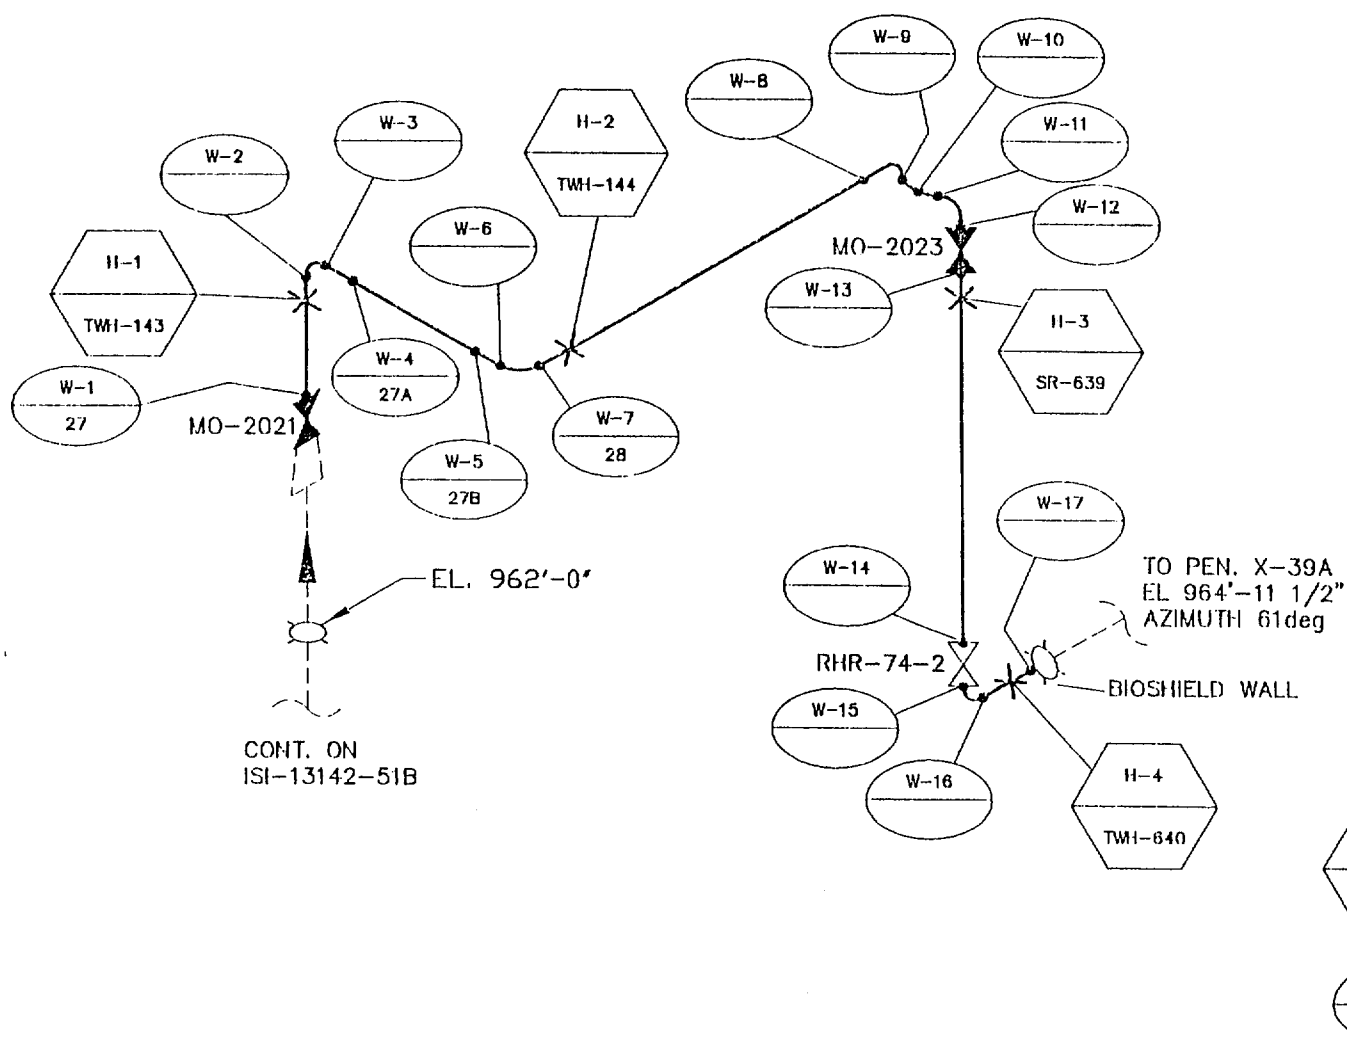 W-9
W-10
W-8
W-3
H-2
W-11
W-2
TWH-144
W-12
W-6
MO-2023
H-1
W-13
TWH-143
H-3
W-4
27A
SR-639
W-1
27
MO-2021
W-7
28
W-5
27B
W-17
W-14
TO PEN. X-39A
EL 964'-11 1/2"
AZIMUTH 61deg
EL. 962'-0"
RHR-74-2
BIOSHIELD WALL
W-15
CONT. ON
ISI-13142-51B
W-16
H-4
TWH-640